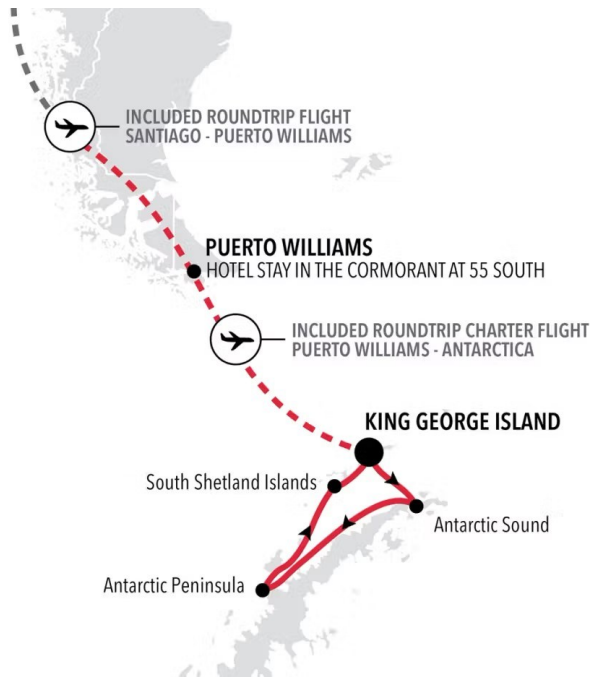 INCLUDED ROUNDTRIP FLIGHT
SANTIAGO - PUERTO WILLIAMS
PUERTO WILLIAMS
HOTEL STAY IN THE CORMORANT AT 55 SOUTH
INCLUDED ROUNDTRIP CHARTER FLIGHT
PUERTO WILLIAMS - ANTARCTICA
KING GEORGE ISLAND
South Shetland Islands
Antarctic Sound
Antarctic Peninsula